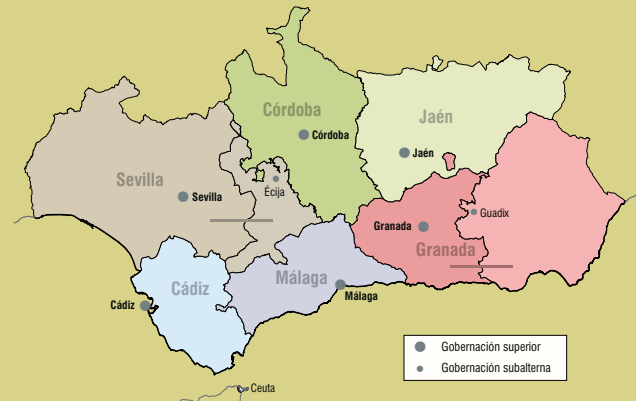 Córdoba
Córdoba
Jaén
Jaén
Sevilla
Sevilla
Écija
Guadix
Granada
Granada
Málaga
Málaga
Cádiz
Cádiz
Gobernación superior
Gobernación subalterna
Ceuta